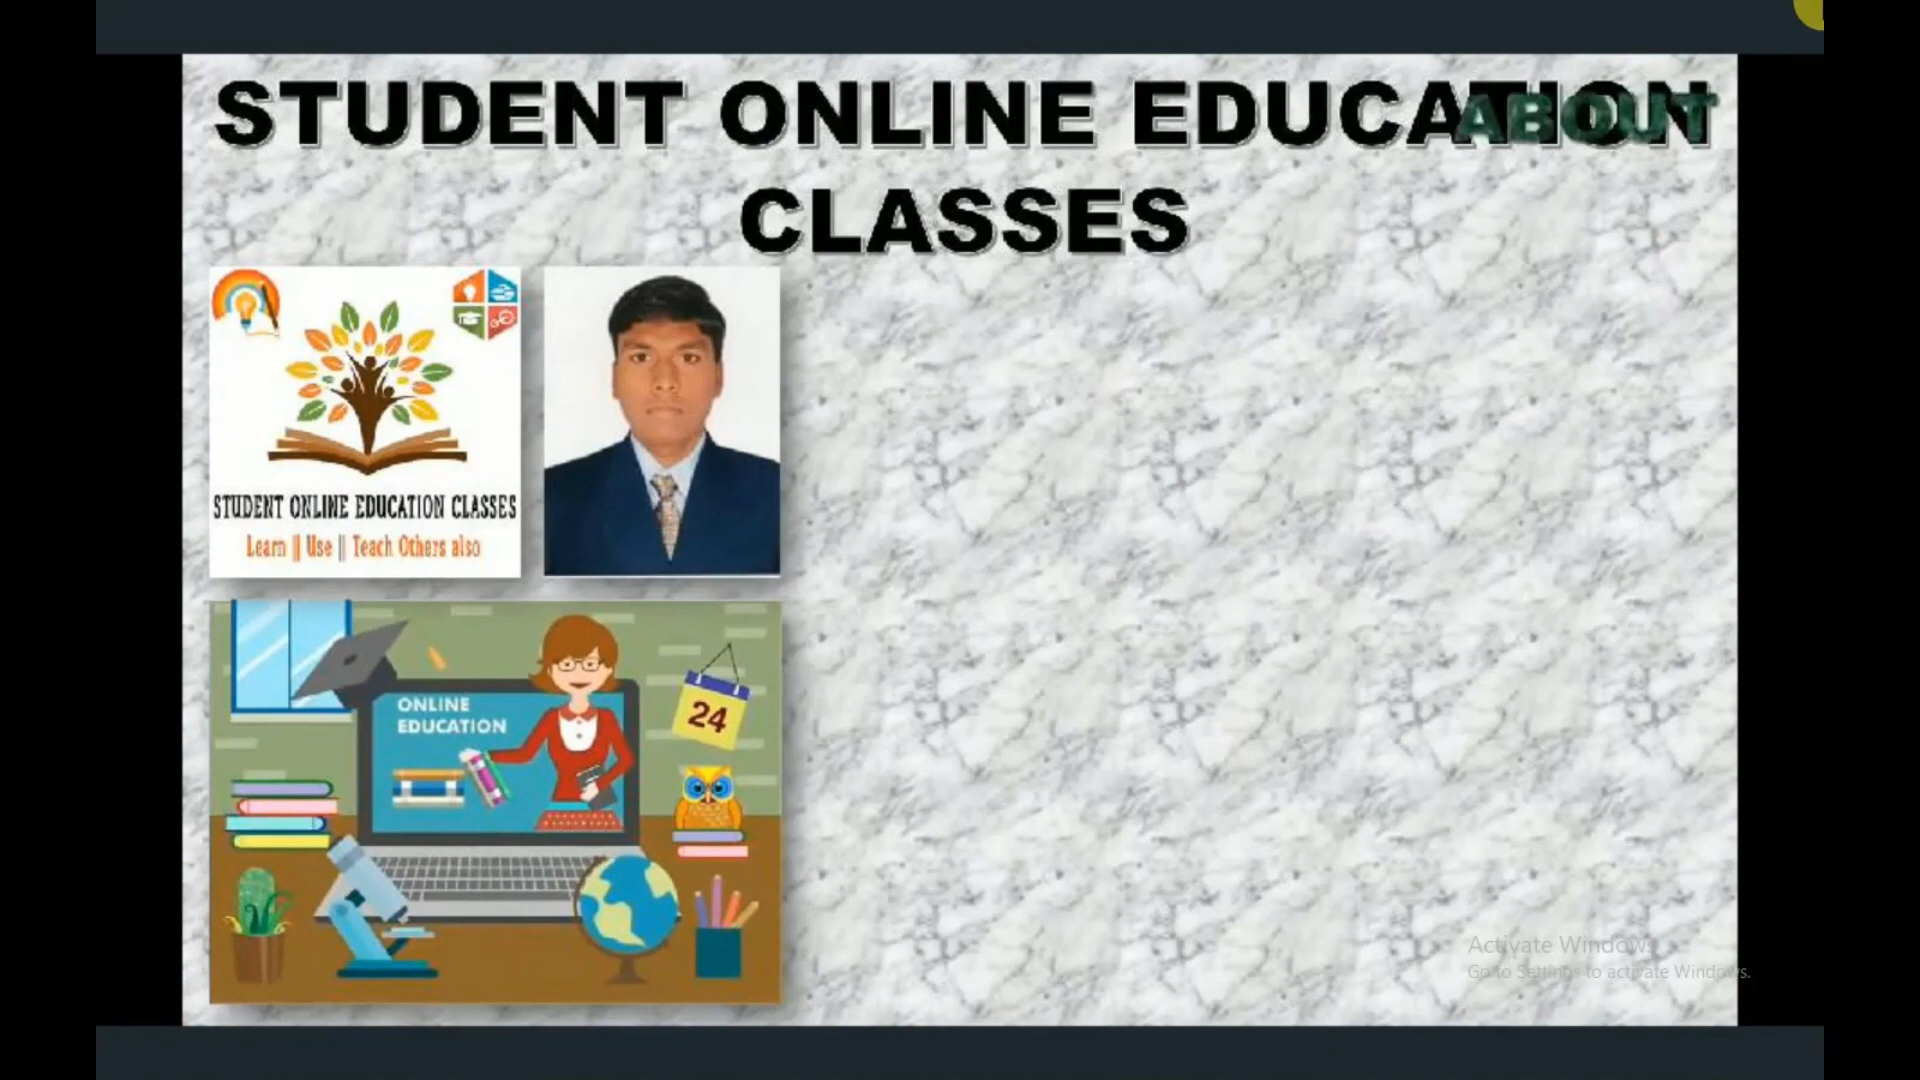 STUDENT ONLINE EDUCATION
ABOUT
CLASSES
STUDENT ONLINE EDUCATION CLASSES
Learn || Use || Teach Others also
ONLINE
EDUCATION
24
Activate Windows
Go to Settings to activate Windows.